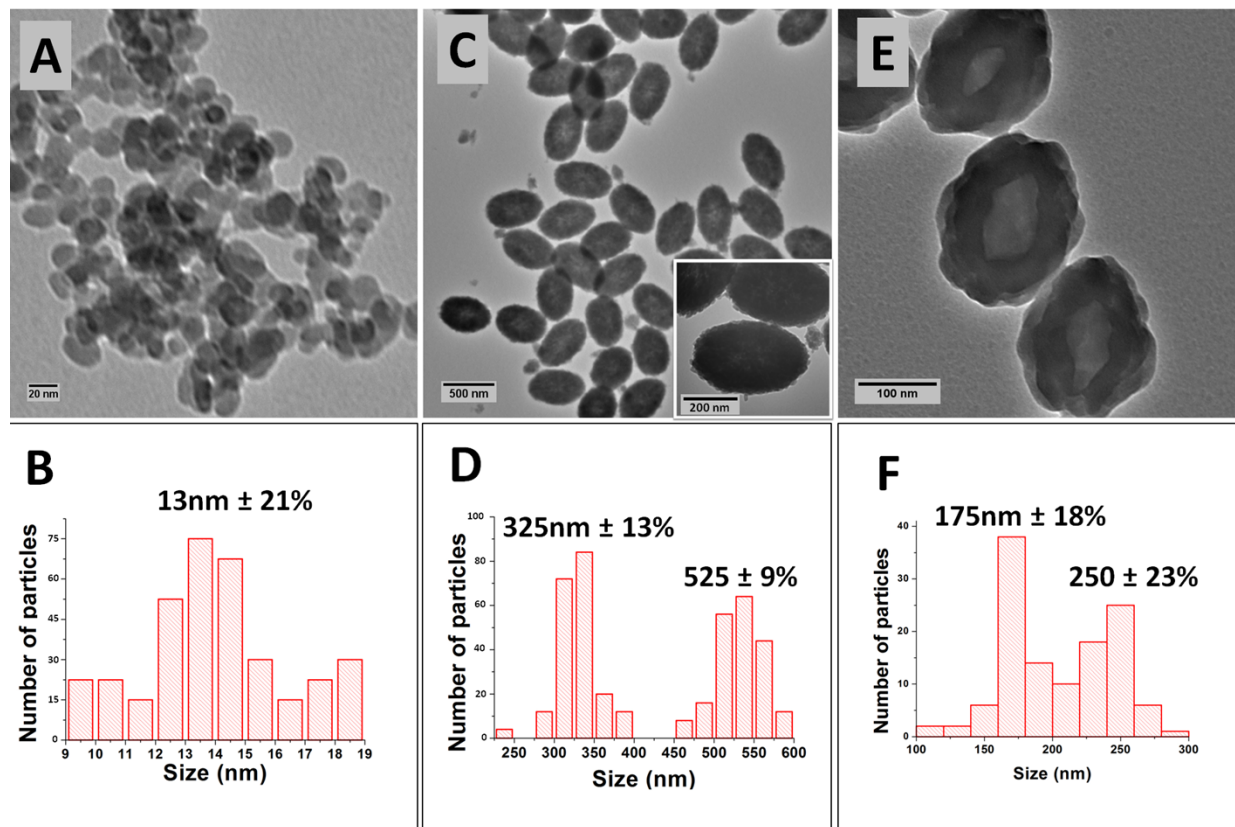 A
20 nm
C
500 nm
200 nm
E
100 nm
B
13nm ± 21%
Number of particles
75
60
45
30
15
0
9 10 11 12 13 14 15 16 17 18 19
Size (nm)
D
325nm ± 13%
525 ± 9%
Number of particles
100
80
60
40
20
0
250 300 350 400 450 500 550 600
Size (nm)
F
175nm ± 18%
250 ± 23%
Number of particles
40
30
20
10
0
100 150 200 250 300
Size (nm)